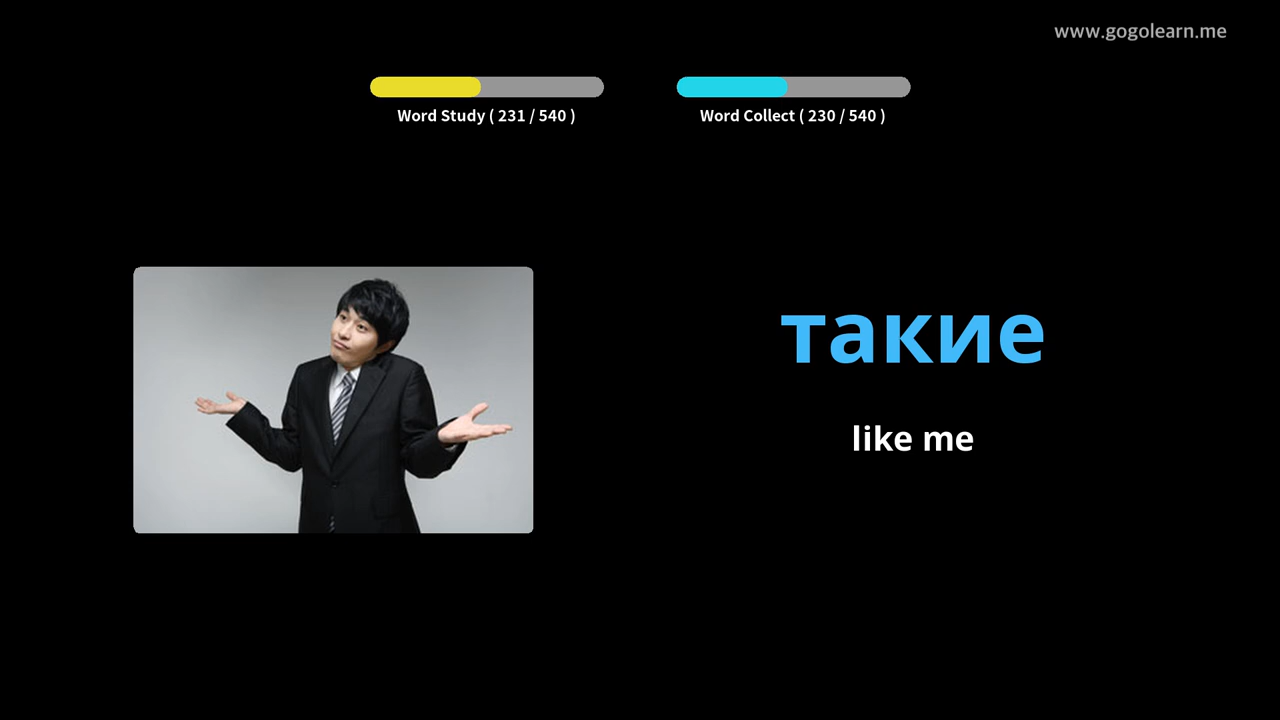 www.gogolearn.me
Word Study ( 231 / 540 )
Word Collect ( 230 / 540 )
такие
like me